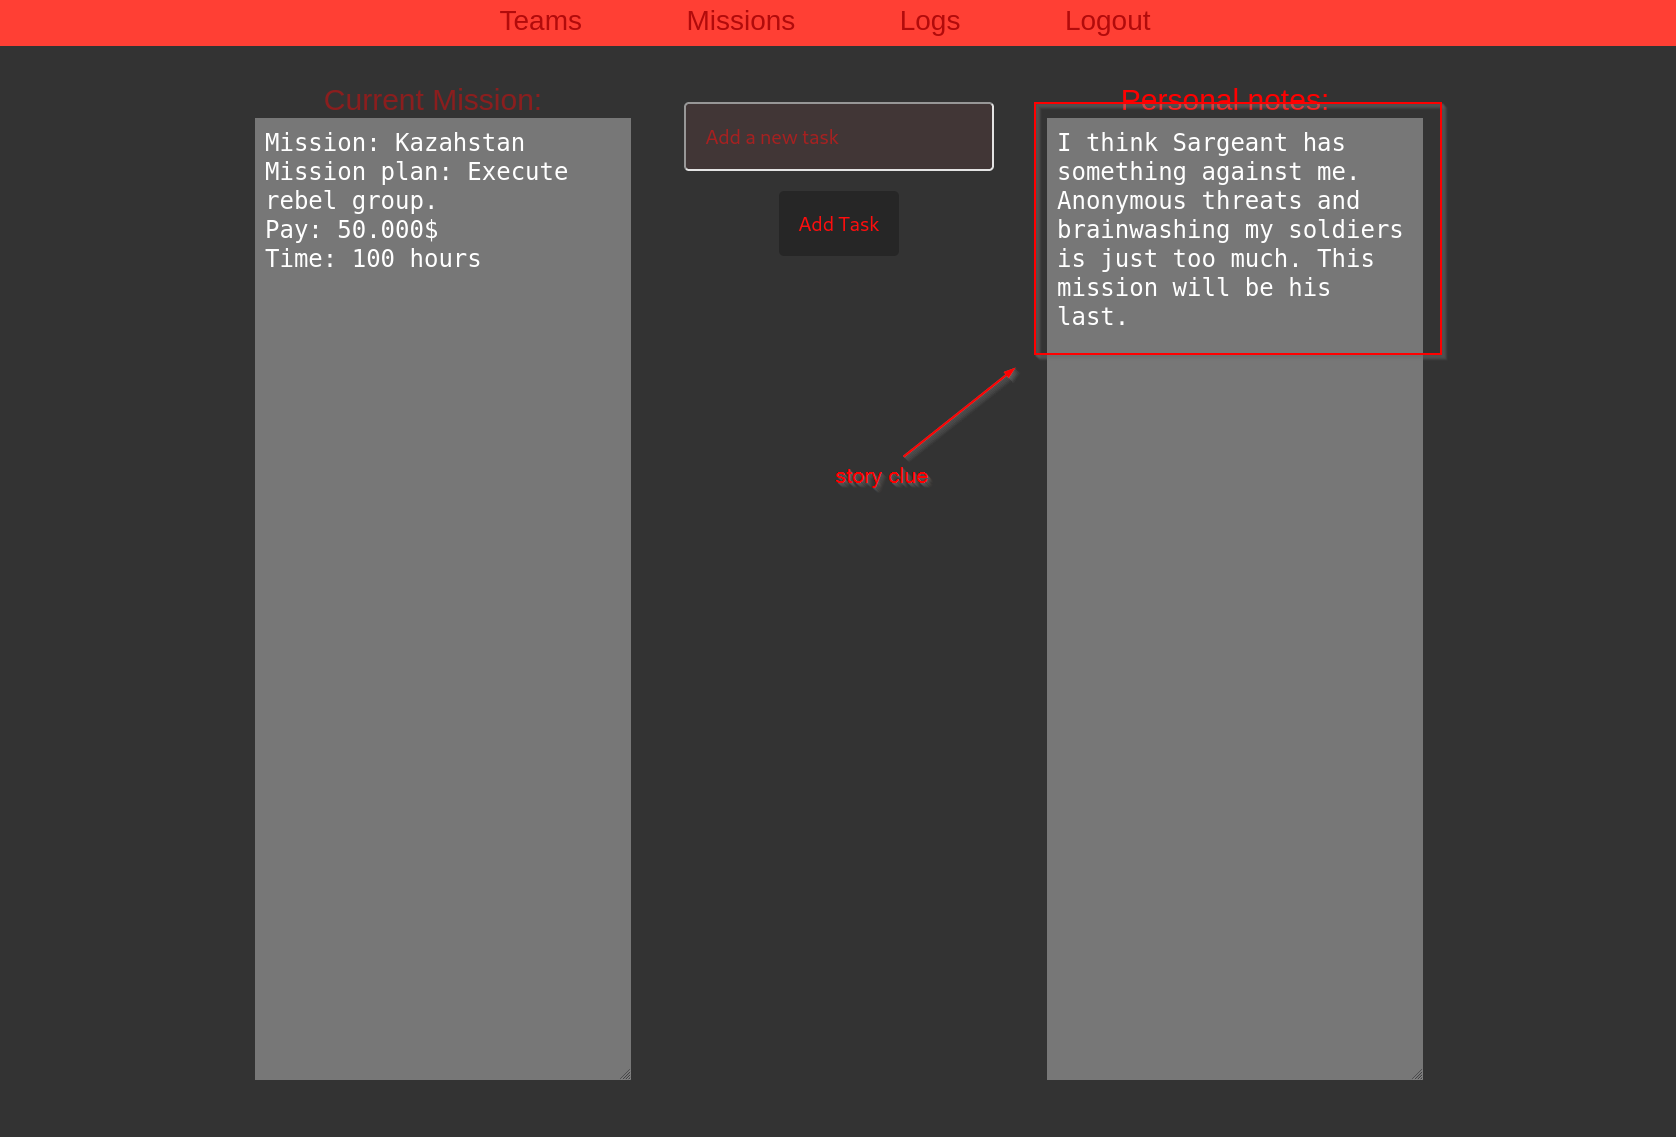 Teams Missions Logs Logout
Current Mission:
Mission: Kazahstan
Mission plan: Execute
rebel group.
Pay: 50.000$
Time: 100 hours
Add a new task
Add Task
story clue
Personal notes:
I think Sargeant has
something against me.
Anonymous threats and
brainwashing my soldiers
is just too much. This
mission will be his
last.